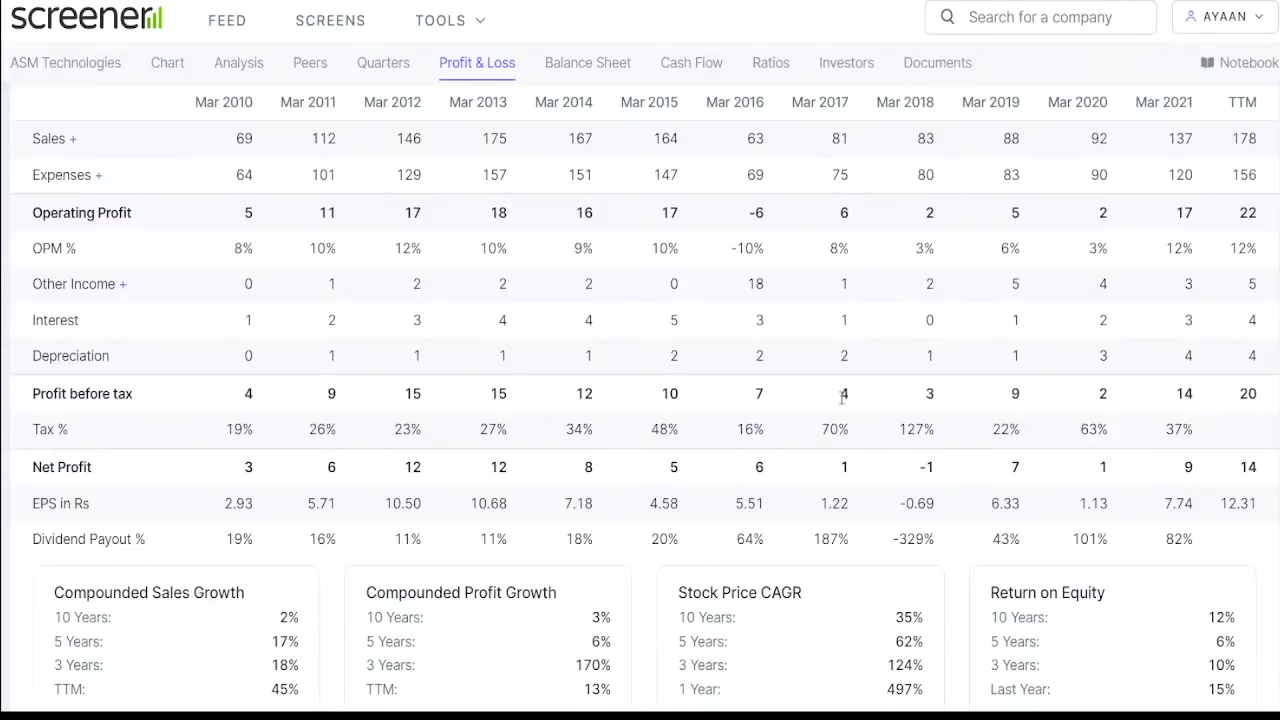 screener
FEED SCREENS TOOLS
Search for a company
AYAAN
ASM Technologies Chart Analysis Peers Quarters Profit & Loss Balance Sheet Cash Flow Ratios Investors Documents Notebook
Mar 2010 Mar 2011 Mar 2012 Mar 2013 Mar 2014 Mar 2015 Mar 2016 Mar 2017 Mar 2018 Mar 2019 Mar 2020 Mar 2021 TTM
Sales + 69 112 146 175 167 164 63 81 83 88 92 137 178
Expenses + 64 101 129 157 151 147 69 75 80 83 90 120 156
Operating Profit 5 11 17 18 16 17 -6 6 2 5 2 17 22
OPM % 8% 10% 12% 10% 9% 10% -10% 8% 3% 6% 3% 12% 12%
Other Income + 0 1 2 2 2 0 18 1 2 5 4 3 5
Interest 1 2 3 4 4 5 3 1 0 1 2 3 4
Depreciation 0 1 1 1 1 2 2 2 1 1 3 4 4
Profit before tax 4 9 15 15 12 10 7 4 3 9 2 14 20
Tax % 19% 26% 23% 27% 34% 48% 16% 70% 127% 22% 63% 37%
Net Profit 3 6 12 12 8 5 6 1 -1 7 1 9 14
EPS in Rs 2.93 5.71 10.50 10.68 7.18 4.58 5.51 1.22 -0.69 6.33 1.13 7.74 12.31
Dividend Payout % 19% 16% 11% 11% 18% 20% 64% 187% -329% 43% 101% 82%
Compounded Sales Growth
10 Years: 2%
5 Years: 17%
3 Years: 18%
TTM: 45%
Compounded Profit Growth
10 Years: 3%
5 Years: 6%
3 Years: 170%
TTM: 13%
Stock Price CAGR
10 Years: 35%
5 Years: 62%
3 Years: 124%
1 Year: 497%
Return on Equity
10 Years: 12%
5 Years: 6%
3 Years: 10%
Last Year: 15%